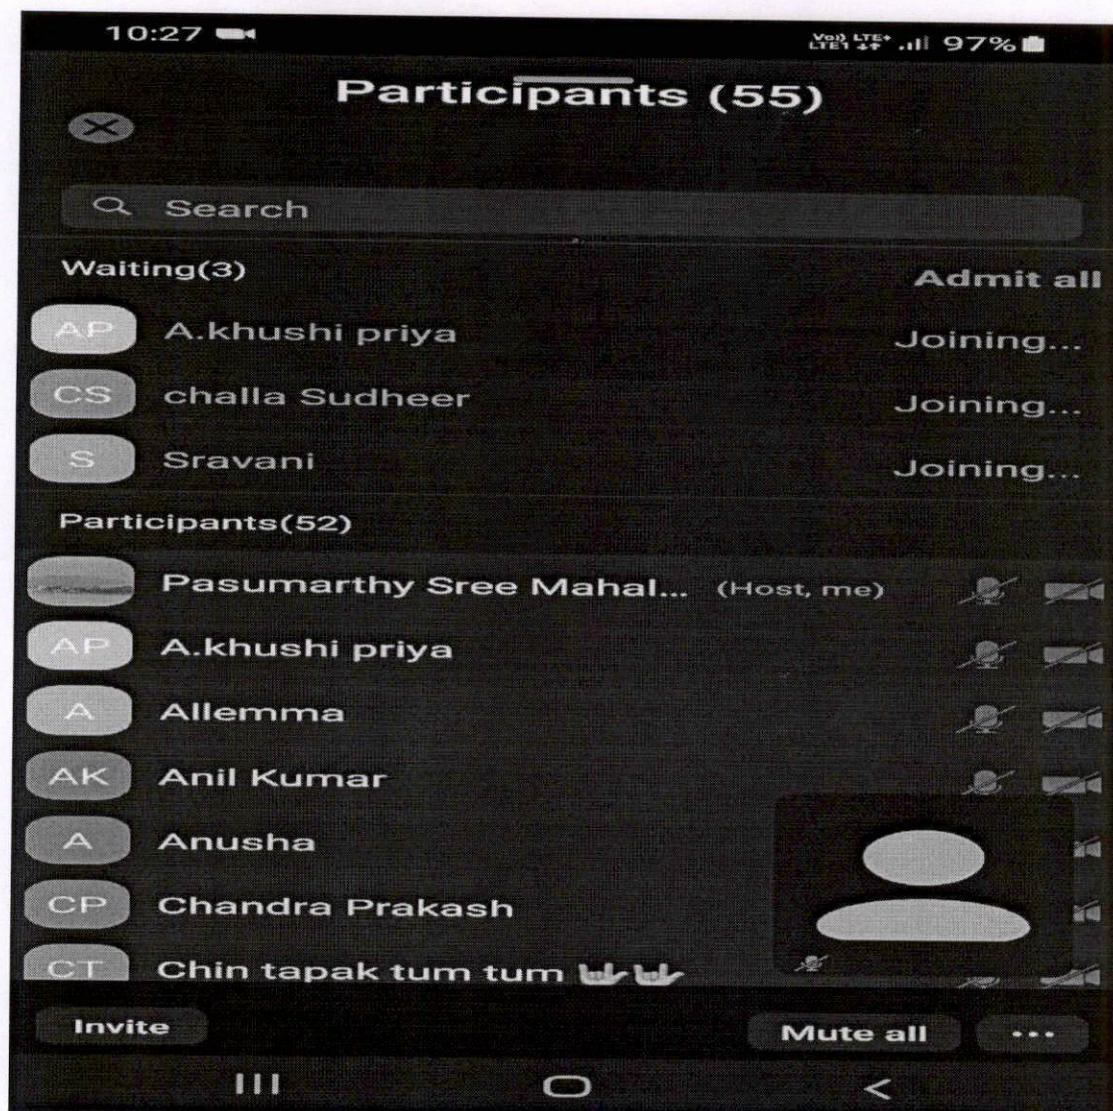 10:27 97%
Participants (55)
Search
Waiting(3) Admit all
AP A.khushi priya Joining...
CS challa Sudheer Joining...
S Sravani Joining...
Participants(52)
Pasumarthy Sree Mahal... (Host, me)
AP A.khushi priya
A Allemma
AK Anil Kumar
A Anusha
CP Chandra Prakash
CT Chin tapak tum tum 🤟🤟
Invite Mute all ...